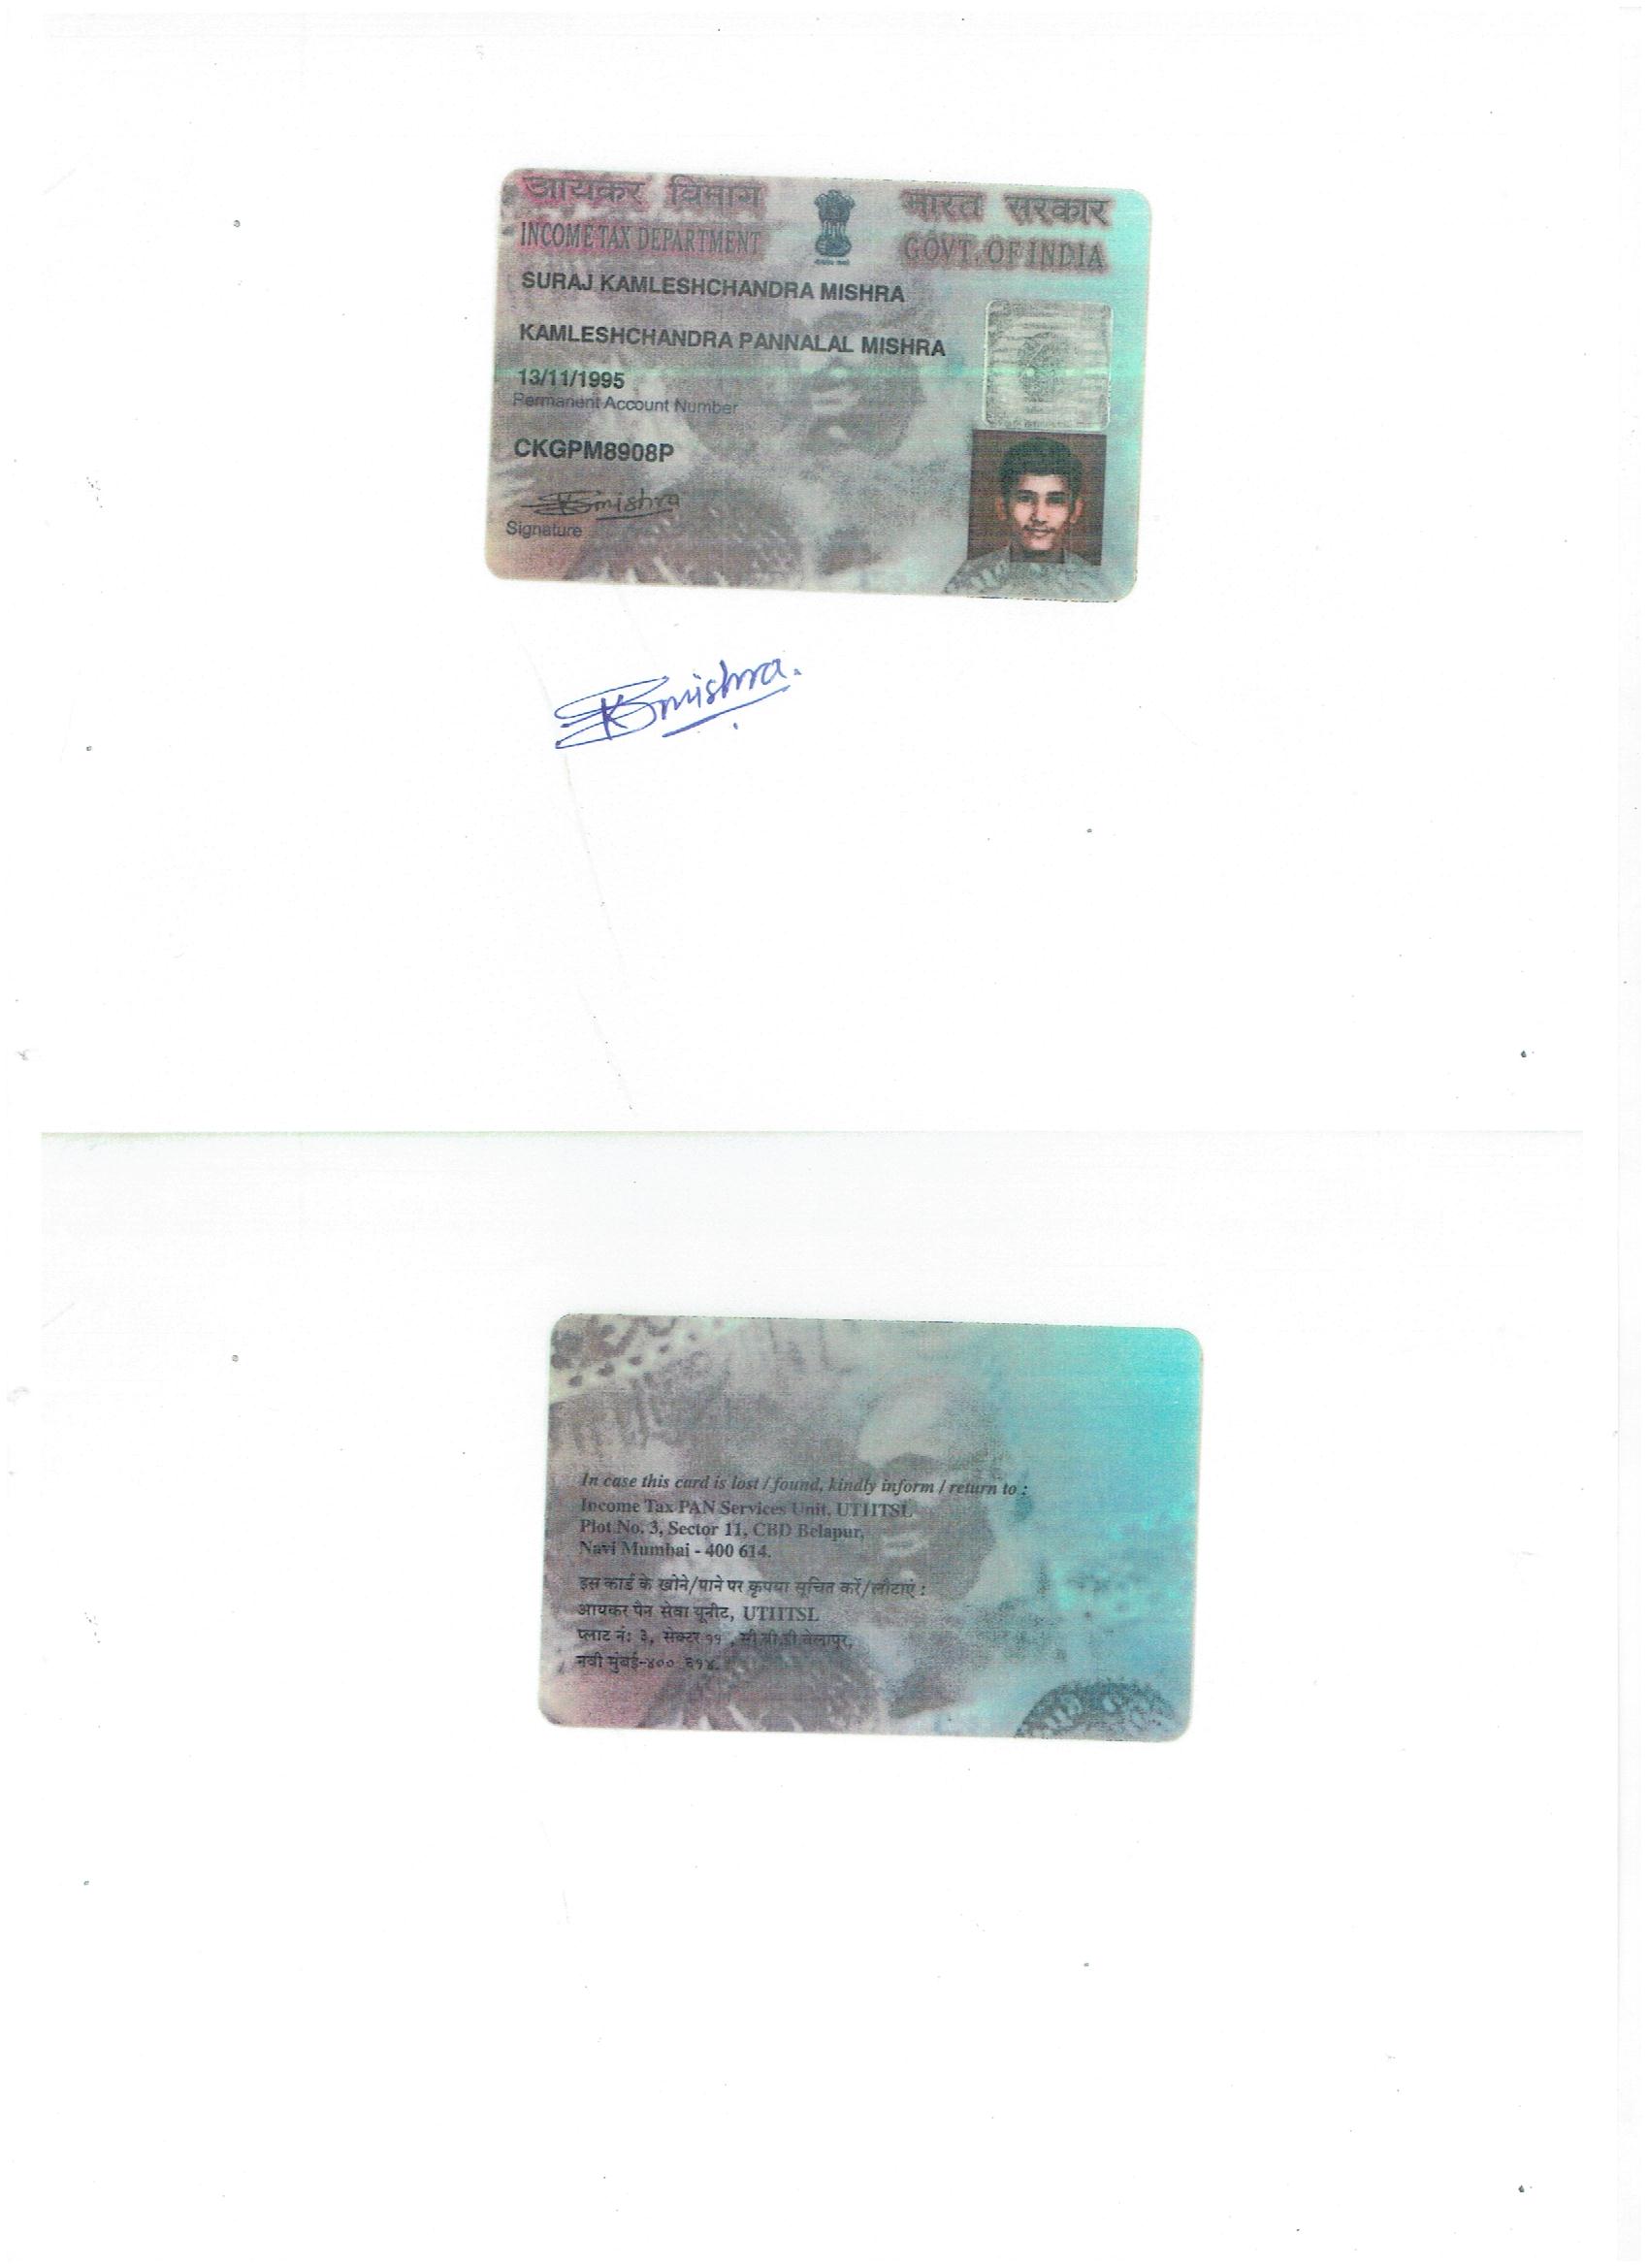 आयकर विभाग
भारत सरकार
INCOME TAX DEPARTMENT
GOVT. OF INDIA
SURAJ KAMLESHCHANDRA MISHRA
KAMLESHCHANDRA PANNALAL MISHRA
13/11/1995
Permanent Account Number
CKGPM8908P
SKmishra
Signature
SKmishra.
In case this card is lost / found, kindly inform / return to :
Income Tax PAN Services Unit, UTIITSL
Plot No. 3, Sector 11, CBD Belapur,
Navi Mumbai - 400 614.
इस कार्ड के खोने/पाने पर कृपया सूचित करें/लौटाएं :
आयकर पैन सेवा यूनीट, UTIITSL
प्लाट नं: ३, सेक्टर ११ , सी.बी.डी.बेलापूर,
नवी मुंबई-४०० ६१४.